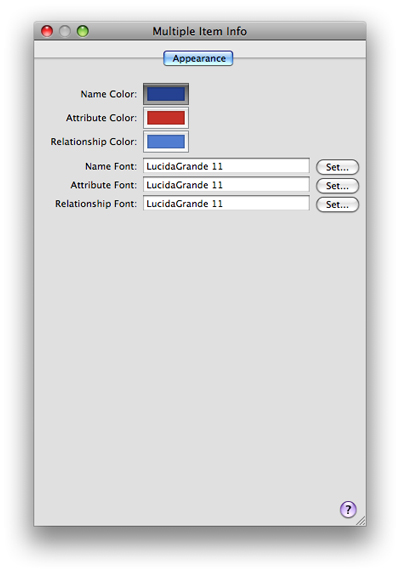 Multiple Item Info
Appearance
Name Color:
Attribute Color:
Relationship Color:
Name Font: LucidaGrande 11 Set...
Attribute Font: LucidaGrande 11 Set...
Relationship Font: LucidaGrande 11 Set...
?